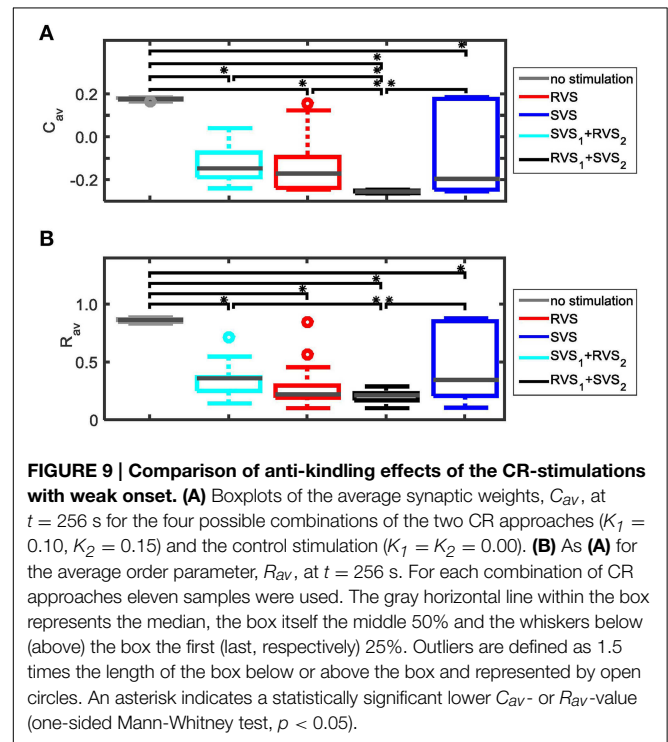 A
C_av
0.2
0.0
-0.2
* 
*
* *
* * *
no stimulation
RVS
SVS
SVS₁+RVS₂
RVS₁+SVS₂
B
R_av
1.0
0.5
0
*
*
*
* * *
no stimulation
RVS
SVS
SVS₁+RVS₂
RVS₁+SVS₂
FIGURE 9 | Comparison of anti-kindling effects of the CR-stimulations
with weak onset. (A) Boxplots of the average synaptic weights, C_av, at
t = 256 s for the four possible combinations of the two CR approaches (K₁ =
0.10, K₂ = 0.15) and the control stimulation (K₁ = K₂ = 0.00). (B) As (A) for
the average order parameter, R_av, at t = 256 s. For each combination of CR
approaches eleven samples were used. The gray horizontal line within the box
represents the median, the box itself the middle 50% and the whiskers below
(above) the box the first (last, respectively) 25%. Outliers are defined as 1.5
times the length of the box below or above the box and represented by open
circles. An asterisk indicates a statistically significant lower C_av- or R_av-value
(one-sided Mann-Whitney test, p < 0.05).